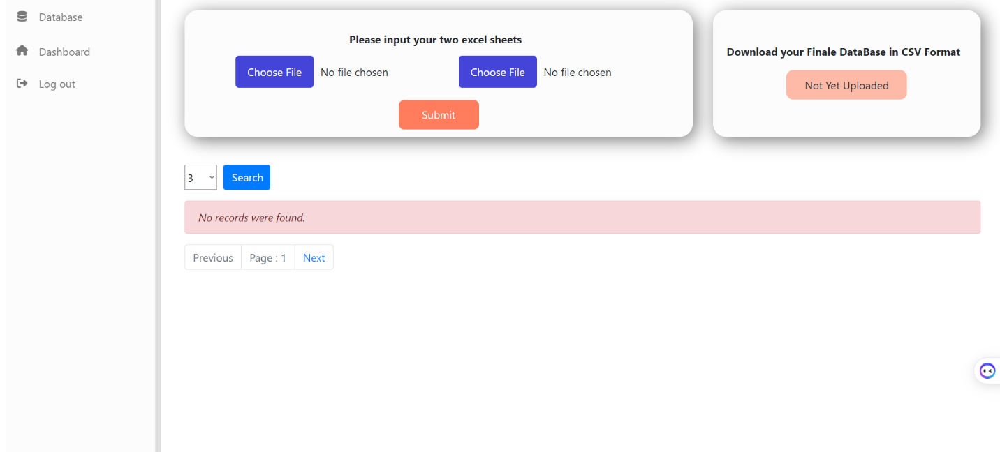 Database
Dashboard
Log out
Please input your two excel sheets
Choose File No file chosen Choose File No file chosen
Submit
Download your Finale DataBase in CSV Format
Not Yet Uploaded
3 Search
No records were found.
Previous Page : 1 Next